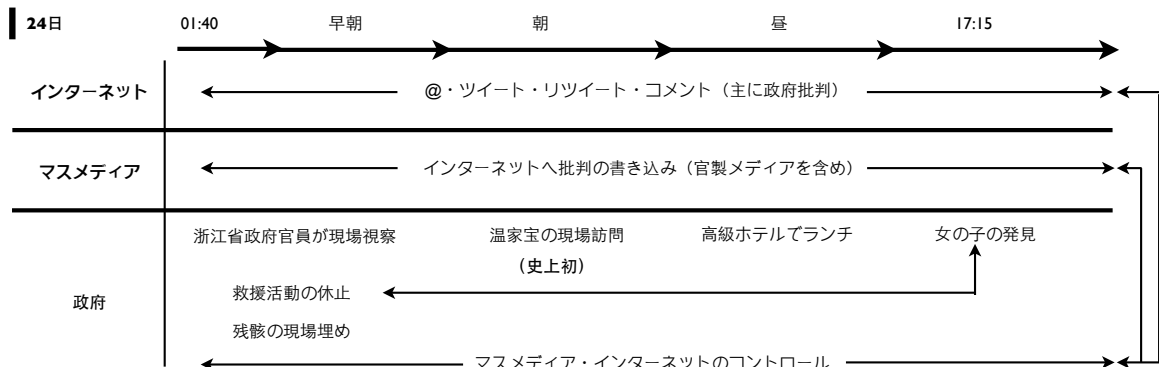 24日 01:40 早朝 朝 昼 17:15
インターネット @・ツイート・リツイート・コメント（主に政府批判）
マスメディア インターネットへ批判の書き込み（官製メディアを含め）
浙江省政府官員が現場視察 温家宝の現場訪問 高級ホテルでランチ 女の子の発見
（史上初）
政府 救援活動の休止
残骸の現場埋め
マスメディア・インターネットのコントロール